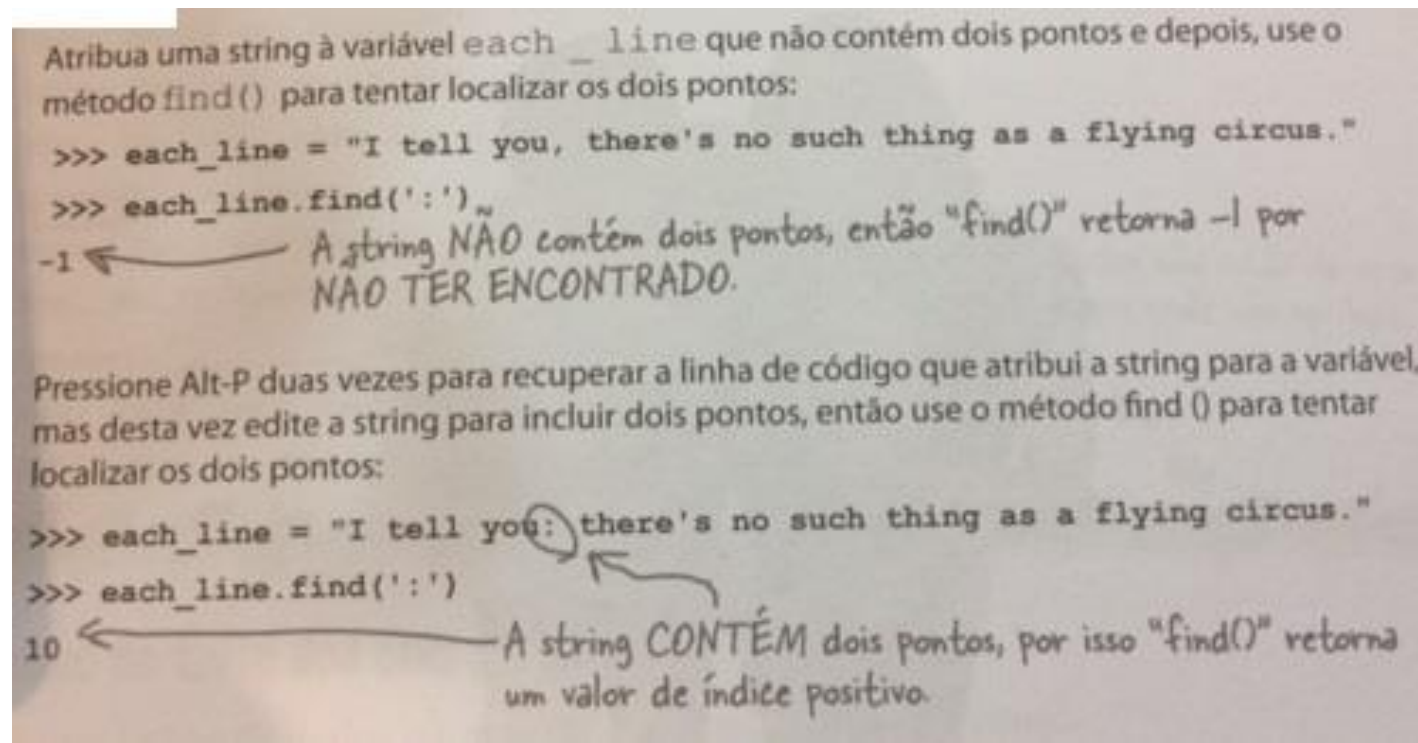 Atribua uma string à variável each _ line que não contém dois pontos e depois, use o
método find() para tentar localizar os dois pontos:
>>> each_line = "I tell you, there's no such thing as a flying circus."
>>> each_line.find(':')
-1
A string NÃO contém dois pontos, então "find()" retorna -1 por
NÃO TER ENCONTRADO.
Pressione Alt-P duas vezes para recuperar a linha de código que atribui a string para a variável,
mas desta vez edite a string para incluir dois pontos, então use o método find () para tentar
localizar os dois pontos:
>>> each_line = "I tell you: there's no such thing as a flying circus."
>>> each_line.find(':')
10
A string CONTÉM dois pontos, por isso "find()" retorna
um valor de índice positivo.